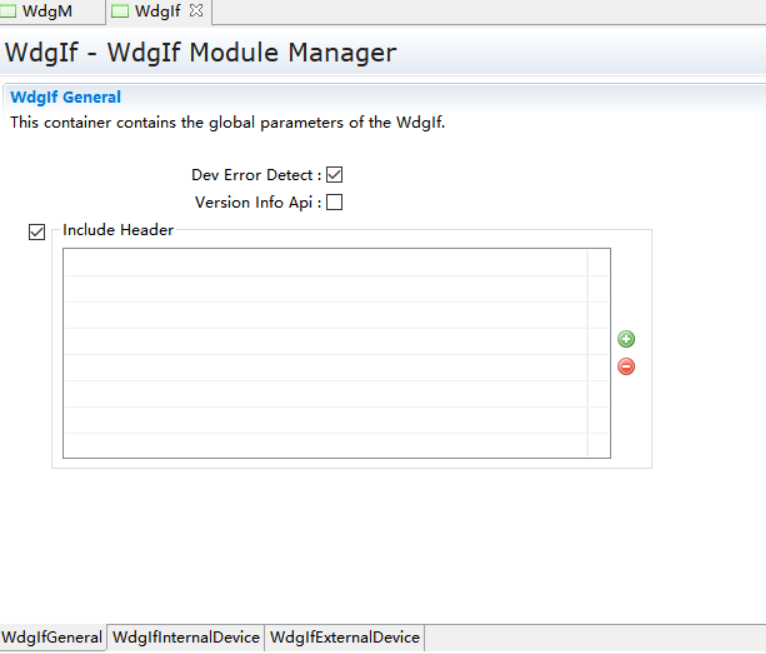 WdgM
WdgIf
WdgIf - WdgIf Module Manager
WdgIf General
This container contains the global parameters of the WdgIf.
Dev Error Detect :
Version Info Api :
Include Header
WdgIfGeneral
WdgIfInternalDevice
WdgIfExternalDevice